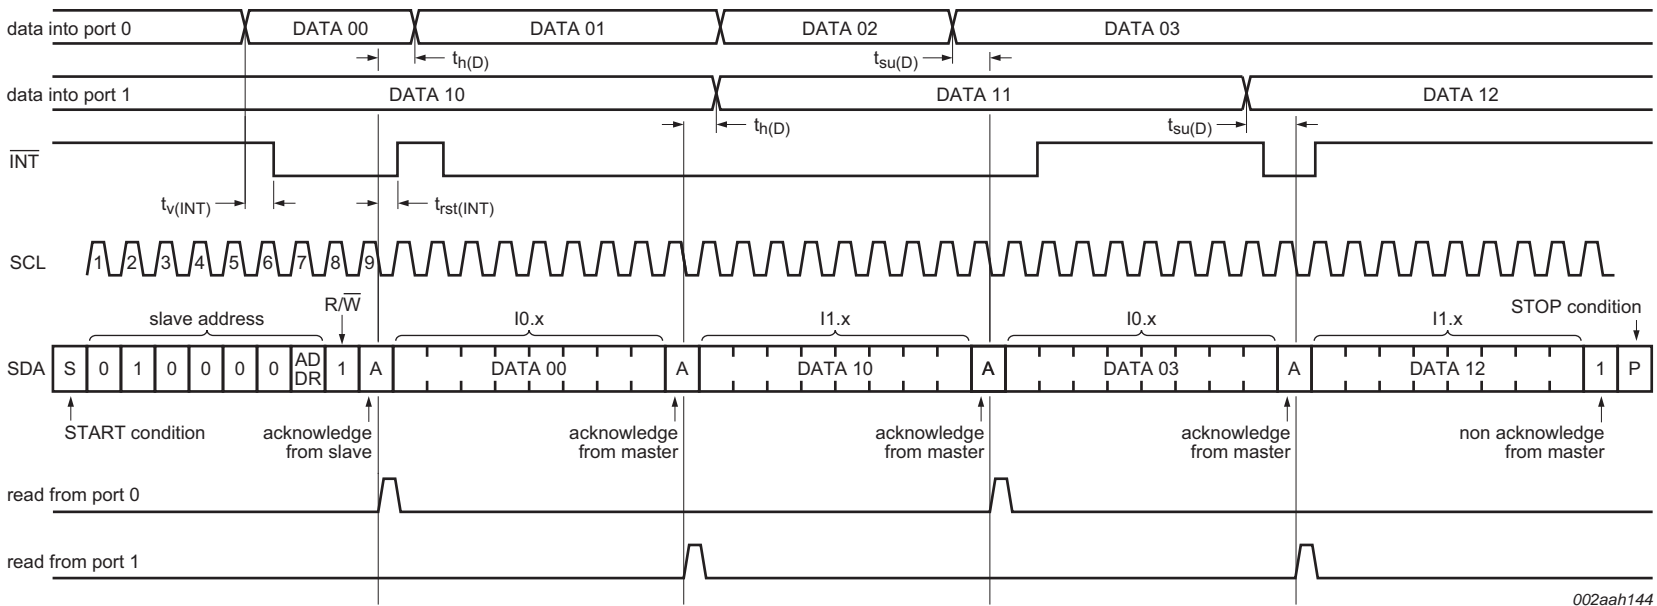 data into port 0 DATA 00 DATA 01 DATA 02 DATA 03
th(D) tsu(D)
data into port 1 DATA 10 DATA 11 DATA 12
th(D) tsu(D)
INT
tv(INT) trst(INT)
SCL 1 2 3 4 5 6 7 8 9
R/W STOP condition
slave address I0.x I1.x I0.x I1.x
SDA S 0 1 0 0 0 0 AD DR 1 A DATA 00 A DATA 10 A DATA 03 A DATA 12 1 P
START condition acknowledge from slave acknowledge from master acknowledge from master acknowledge from master non acknowledge from master
read from port 0
read from port 1
002aah144